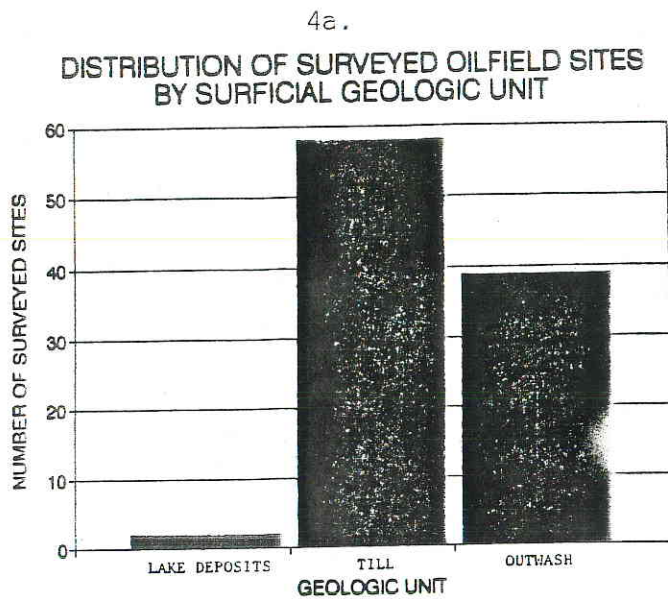 4a.
DISTRIBUTION OF SURVEYED OILFIELD SITES
BY SURFICIAL GEOLOGIC UNIT
NUMBER OF SURVEYED SITES
60
50
40
30
20
10
0
LAKE DEPOSITS TILL OUTWASH
GEOLOGIC UNIT